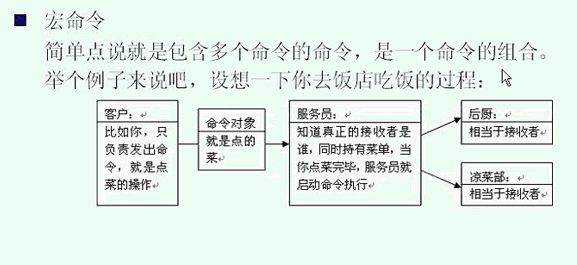 宏命令
简单点说就是包含多个命令的命令，是一个命令的组合。
举个例子来说吧，设想一下你去饭店吃饭的过程：
客户：
比如你，只
负责发出命
令，就是点
菜的操作
命令对象
就是点的
菜
服务员：
知道真正的接收者是
谁，同时持有菜单，当
你点菜完毕，服务员就
启动命令执行
后厨：
相当于接收者
凉菜部：
相当于接收者